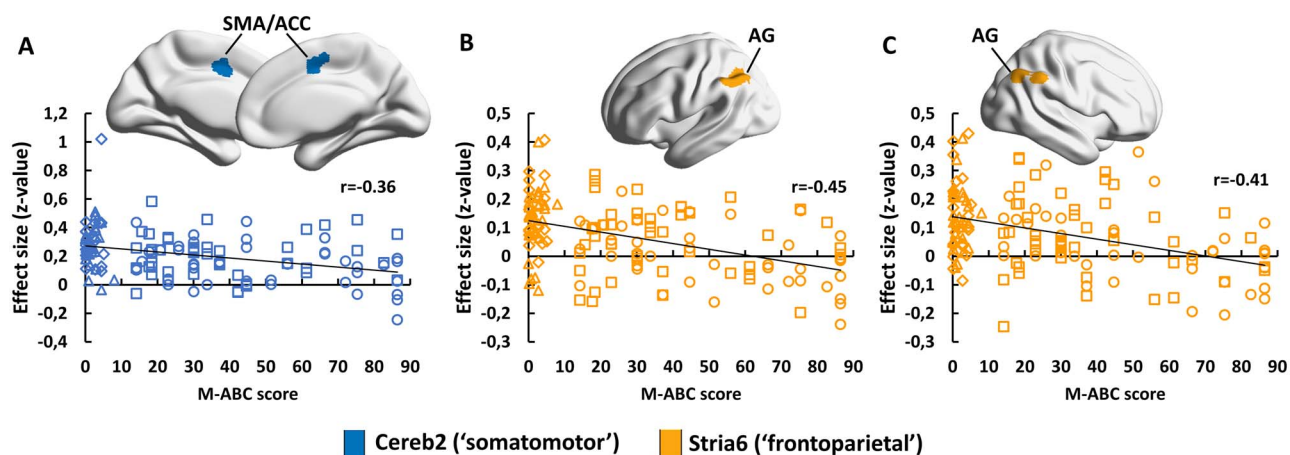 A
SMA/ACC
Effect size (z-value)
1,2
1
0,8
0,6
0,4
0,2
0
-0,2
-0,4
r=-0.36
0 10 20 30 40 50 60 70 80 90
M-ABC score
B
AG
Effect size (z-value)
0,5
0,4
0,3
0,2
0,1
0
-0,1
-0,2
-0,3
r=-0.45
0 10 20 30 40 50 60 70 80 90
M-ABC score
C
AG
Effect size (z-value)
0,5
0,4
0,3
0,2
0,1
0
-0,1
-0,2
-0,3
r=-0.41
0 10 20 30 40 50 60 70 80 90
M-ABC score
Cereb2 (‘somatomotor’)
Stria6 (‘frontoparietal’)